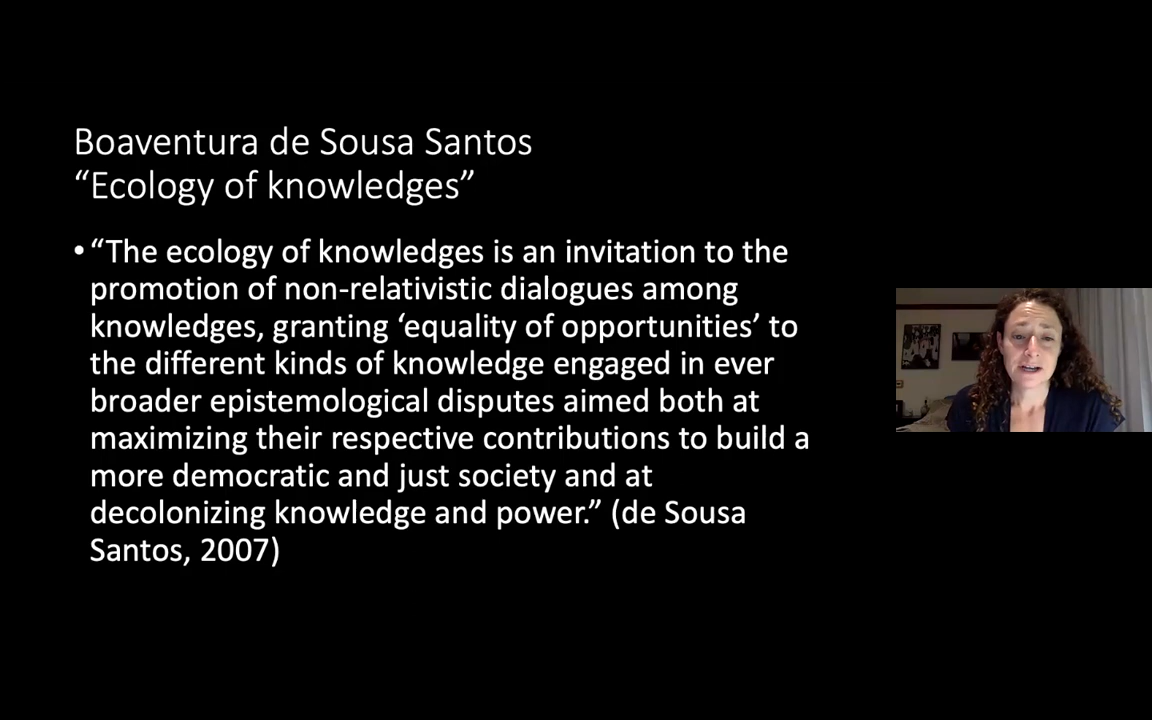 Boaventura de Sousa Santos
“Ecology of knowledges”
• “The ecology of knowledges is an invitation to the
promotion of non-relativistic dialogues among
knowledges, granting ‘equality of opportunities’ to
the different kinds of knowledge engaged in ever
broader epistemological disputes aimed both at
maximizing their respective contributions to build a
more democratic and just society and at
decolonizing knowledge and power.” (de Sousa
Santos, 2007)